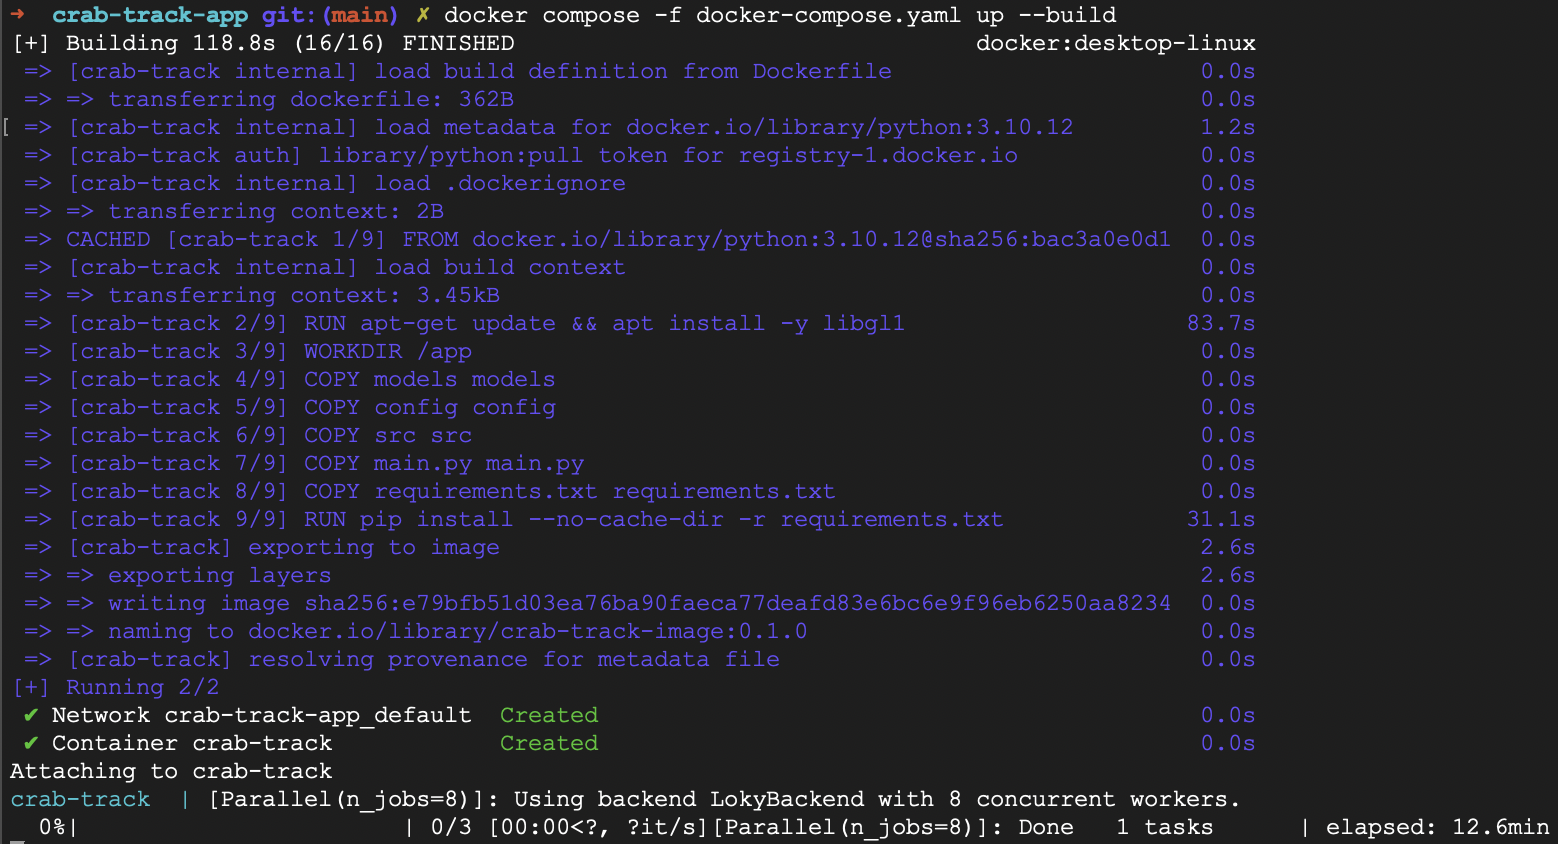 ➜ crab-track-app git:(main) ✗ docker compose -f docker-compose.yaml up --build
[+] Building 118.8s (16/16) FINISHED docker:desktop-linux
=> [crab-track internal] load build definition from Dockerfile 0.0s
=> => transferring dockerfile: 362B 0.0s
[ => [crab-track internal] load metadata for docker.io/library/python:3.10.12 1.2s
=> [crab-track auth] library/python:pull token for registry-1.docker.io 0.0s
=> [crab-track internal] load .dockerignore 0.0s
=> => transferring context: 2B 0.0s
=> CACHED [crab-track 1/9] FROM docker.io/library/python:3.10.12@sha256:bac3a0e0d1 0.0s
=> [crab-track internal] load build context 0.0s
=> => transferring context: 3.45kB 0.0s
=> [crab-track 2/9] RUN apt-get update && apt install -y libgl1 83.7s
=> [crab-track 3/9] WORKDIR /app 0.0s
=> [crab-track 4/9] COPY models models 0.0s
=> [crab-track 5/9] COPY config config 0.0s
=> [crab-track 6/9] COPY src src 0.0s
=> [crab-track 7/9] COPY main.py main.py 0.0s
=> [crab-track 8/9] COPY requirements.txt requirements.txt 0.0s
=> [crab-track 9/9] RUN pip install --no-cache-dir -r requirements.txt 31.1s
=> [crab-track] exporting to image 2.6s
=> => exporting layers 2.6s
=> => writing image sha256:e79bfb51d03ea76ba90faeca77deafd83e6bc6e9f96eb6250aa8234 0.0s
=> => naming to docker.io/library/crab-track-image:0.1.0 0.0s
=> [crab-track] resolving provenance for metadata file 0.0s
[+] Running 2/2
✔ Network crab-track-app_default Created 0.0s
✔ Container crab-track Created 0.0s
Attaching to crab-track
crab-track | [Parallel(n_jobs=8)]: Using backend LokyBackend with 8 concurrent workers.
0%| | 0/3 [00:00<?, ?it/s][Parallel(n_jobs=8)]: Done 1 tasks | elapsed: 12.6min